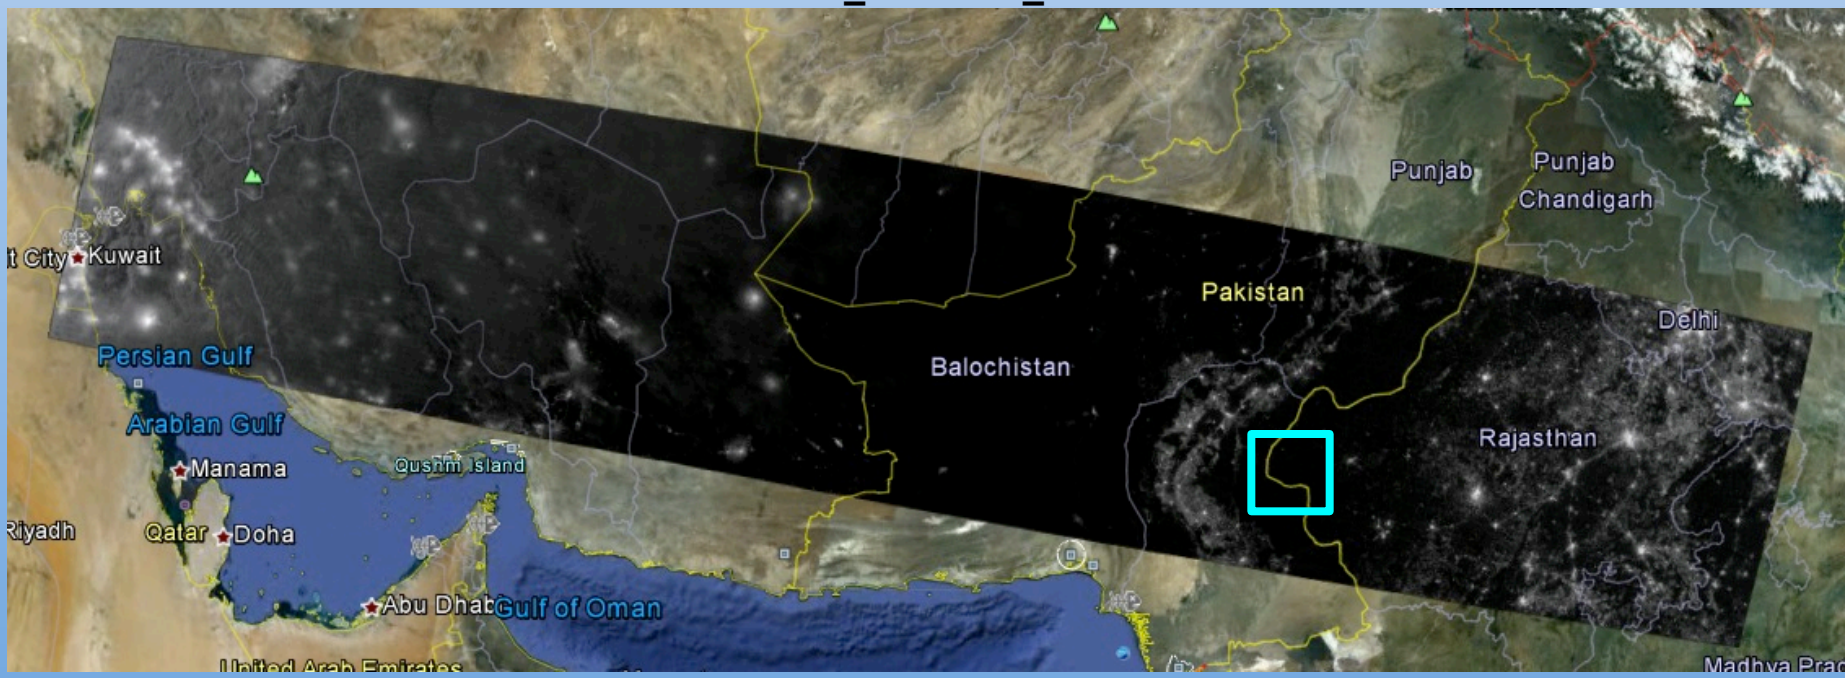 Punjab
Punjab
Chandigarh
t City
Kuwait
Pakistan
Delhi
Persian Gulf
Balochistan
Arabian Gulf
Rajasthan
Manama
Qushm Island
Riyadh
Qatar
Doha
Abu Dhab
Gulf of Oman
United Arab Emirates
Madhya Prad